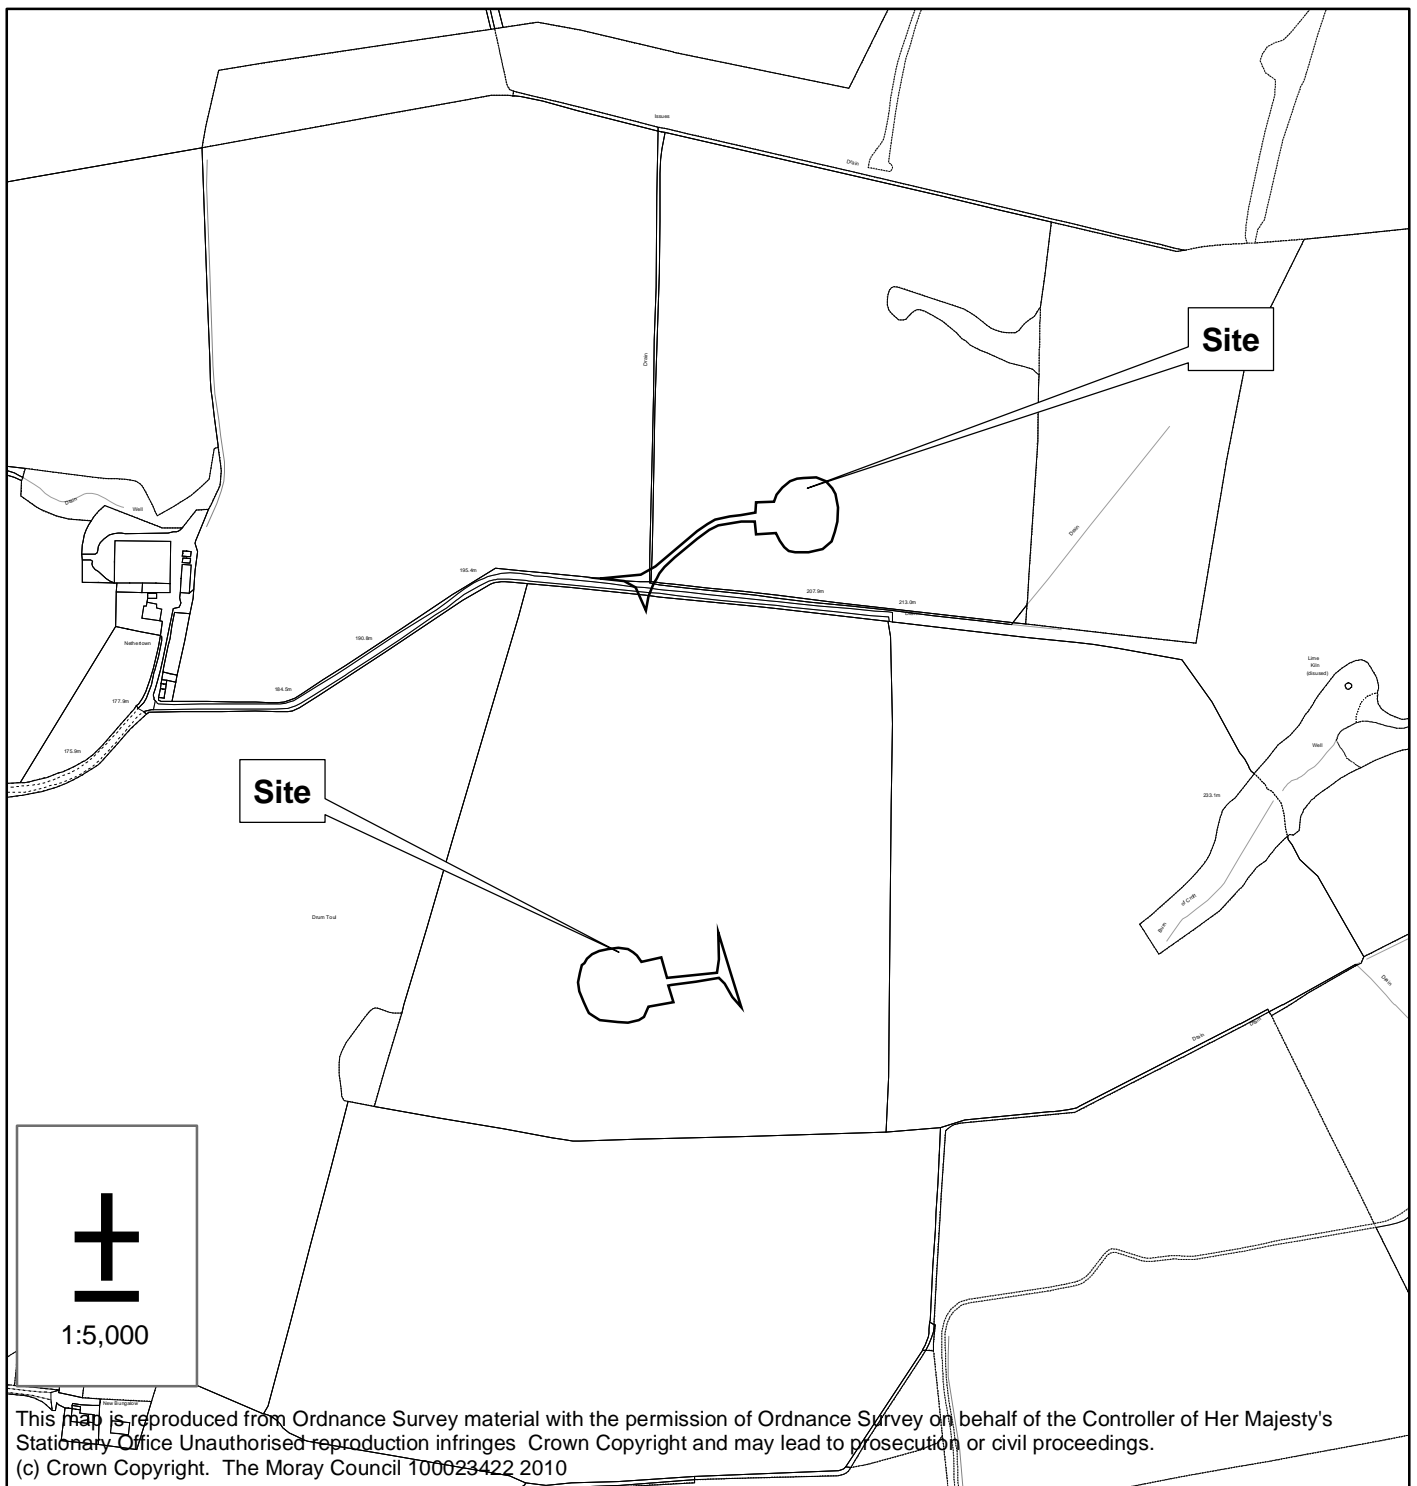 Issues
Drain
Site
Drain
Drain
Well
Drain
195.4m
207.9m
213.0m
190.8m
Nethertown
Lime
Kiln
(disused)
184.5m
177.9m
175.9m
Well
Site
233.1m
Drum Toul
of Croft
Burn
Drain
Drain
Drain
±
1:5,000
New Bungalow
This map is reproduced from Ordnance Survey material with the permission of Ordnance Survey on behalf of the Controller of Her Majesty's
Stationary Office Unauthorised reproduction infringes Crown Copyright and may lead to prosecution or civil proceedings.
(c) Crown Copyright. The Moray Council 100023422 2010